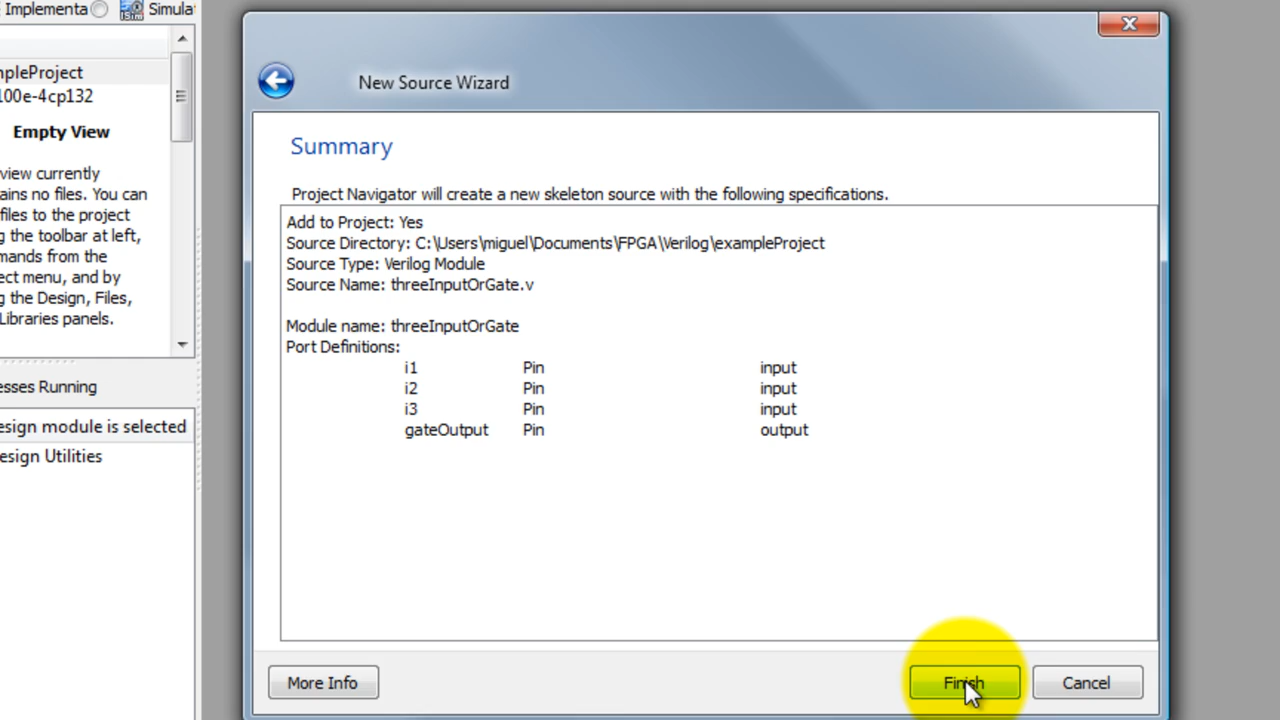 Implementa Simulat
mpleProject
100e-4cp132
Empty View
view currently
ains no files. You can
files to the project
g the toolbar at left,
mands from the
ect menu, and by
g the Design, Files,
Libraries panels.
esses Running
esign module is selected
esign Utilities
New Source Wizard
Summary
Project Navigator will create a new skeleton source with the following specifications.
Add to Project: Yes
Source Directory: C:\Users\miguel\Documents\FPGA\Verilog\exampleProject
Source Type: Verilog Module
Source Name: threeInputOrGate.v
Module name: threeInputOrGate
Port Definitions:
i1 Pin input
i2 Pin input
i3 Pin input
gateOutput Pin output
More Info Finish Cancel